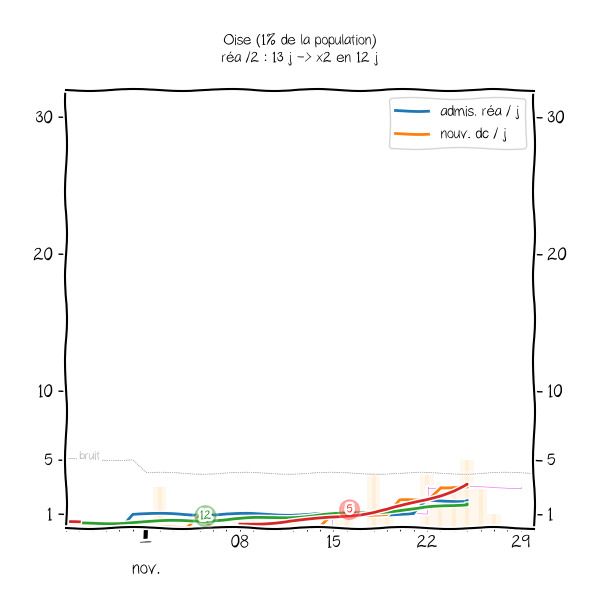 Oise (1% de la population)
réa /2 : 13 j -> x2 en 12 j
admis. réa / j
nouv. dc / j
30
30
20
20
10
10
5
5
bruit
1
1
12
5
1
08
15
22
29
nov.